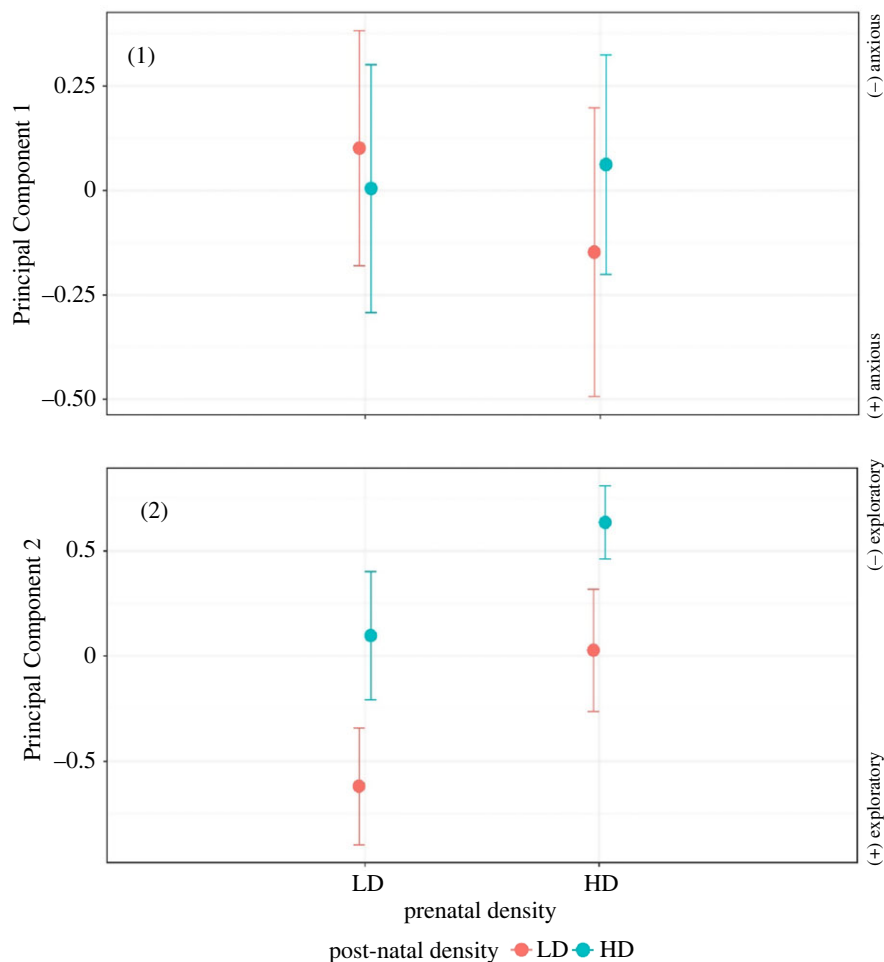 (1)
Principal Component 1
0.25
0
–0.25
–0.50
(–) anxious
(+) anxious
(2)
Principal Component 2
0.5
0
–0.5
(–) exploratory
(+) exploratory
LD HD
prenatal density
post-natal density LD HD